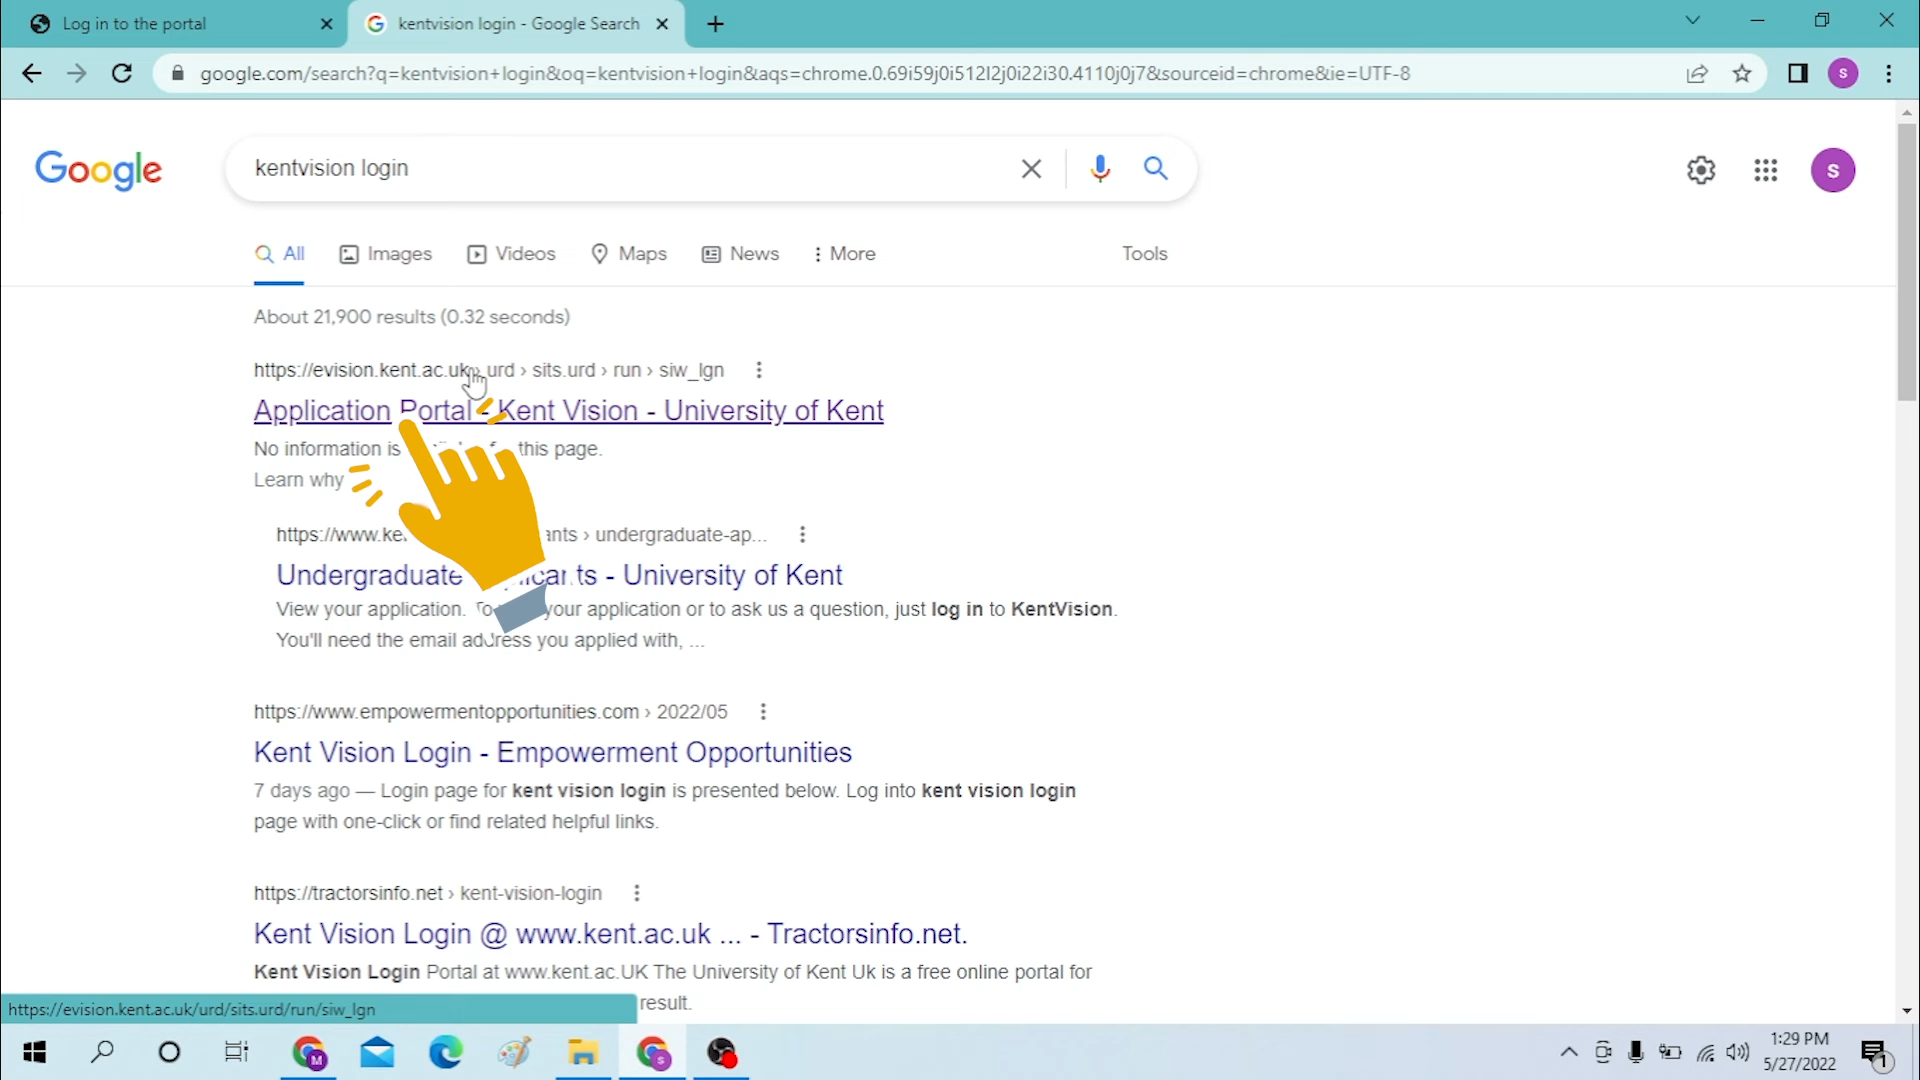 Log in to the portal
kentvision login - Google Search
google.com/search?q=kentvision+login&oq=kentvision+login&aqs=chrome.0.69i59j0i512l2j0i22i30.4110j0j7&sourceid=chrome&ie=UTF-8
S
Google
kentvision login
S
All
Images
Videos
Maps
News
More
Tools
About 21,900 results (0.32 seconds)
https://evision.kent.ac.uk › urd › sits.urd › run › siw_lgn
Application Portal - Kent Vision - University of Kent
No information is this page.
Learn why
https://www.ke ants › undergraduate-ap...
Undergraduate - University of Kent
View your application. To your application or to ask us a question, just log in to KentVision.
You'll need the email address you applied with, ...
https://www.empowermentopportunities.com › 2022/05
Kent Vision Login - Empowerment Opportunities
7 days ago — Login page for kent vision login is presented below. Log into kent vision login
page with one-click or find related helpful links.
https://tractorsinfo.net › kent-vision-login
Kent Vision Login @ www.kent.ac.uk ... - Tractorsinfo.net.
Kent Vision Login Portal at www.kent.ac.UK The University of Kent Uk is a free online portal for
result.
https://evision.kent.ac.uk/urd/sits.urd/run/siw_lgn
M
S
1:29 PM
5/27/2022
1